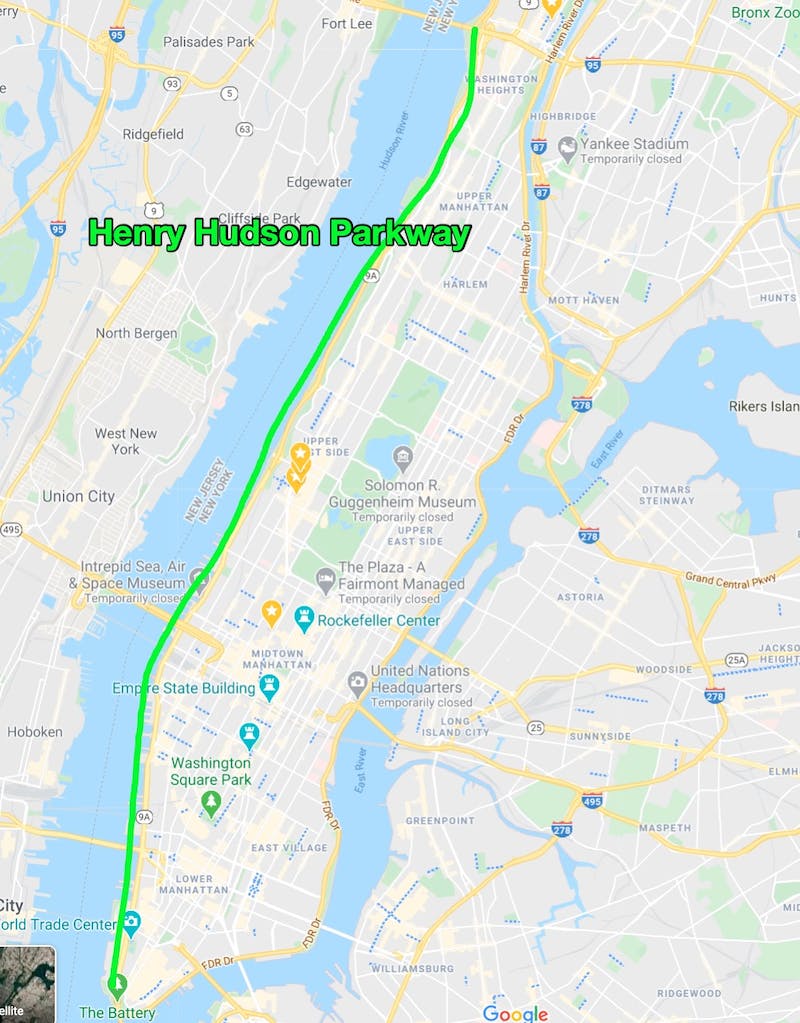 NEW J
NEW Y
9
Bronx Zoo
rry
Fort Lee
95
Palisades Park
Harlem River D
95
WASHINGTON
HEIGHTS
93
5
HIGHBRIDGE
63
Hudson River
87
Yankee Stadium
Temporarily closed
Ridgefield
Edgewater
87
UPPER
MANHATTAN
9
Cliffside Park
95
Henry Hudson Parkway
Harlem River Dr
9A
HARLEM
MOTT HAVEN
HUNTS
North Bergen
278
Rikers Islan
FDR Dr
West New
York
UPPER
ST SIDE
East River
Solomon R.
Guggenheim Museum
Temporarily closed
NEW JERSEY
NEW YORK
Union City
DITMARS
STEINWAY
495
UPPER
EAST SIDE
278
Intrepid Sea, Air
& Space Museum
Temporarily closed
The Plaza - A
Fairmont Managed
Temporarily closed
Grand Central Pkwy
ASTORIA
Rockefeller Center
MIDTOWN
MANHATTAN
JACKSO
HEIGHT
25A
WOODSIDE
United Nations
Headquarters
Temporarily closed
Empire State Building
278
LONG
ISLAND CITY
25
Hoboken
SUNNYSIDE
Washington
Square Park
East River
ELMH
495
9A
FDR Dr
GREENPOINT
278
MASPETH
EAST VILLAGE
LOWER
MANHATTAN
City
MID
orld Trade Center
FDR Dr
FDR Dr
WILLIAMSBURG
RIDGEWOOD
ellite
The Battery
Google